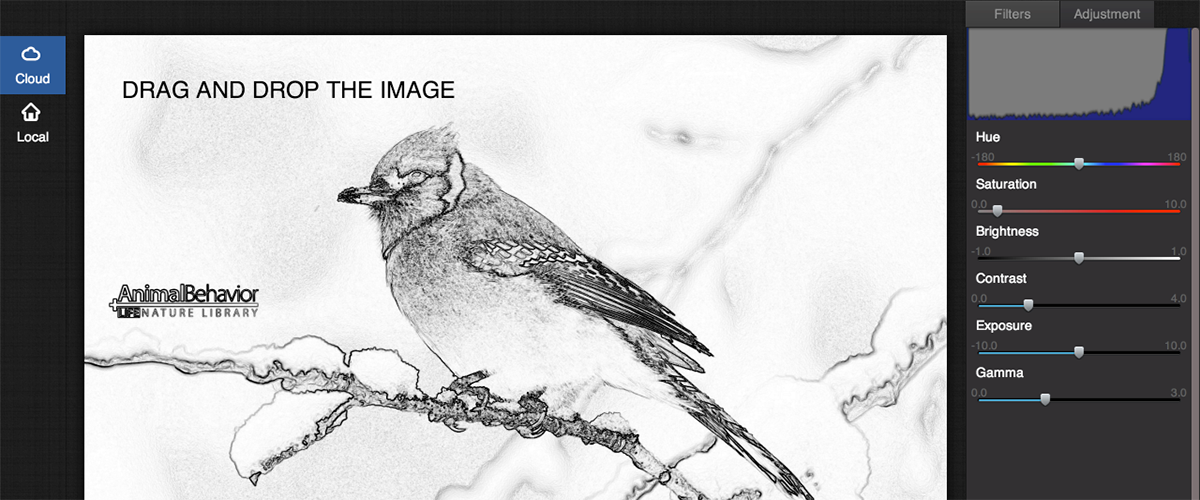 Filters
Adjustment
Cloud
Local
DRAG AND DROP THE IMAGE
AnimalBehavior
LIFE NATURE LIBRARY
Hue
-180 180
Saturation
0.0 10.0
Brightness
-1.0 1.0
Contrast
0.0 4.0
Exposure
-10.0 10.0
Gamma
0.0 3.0